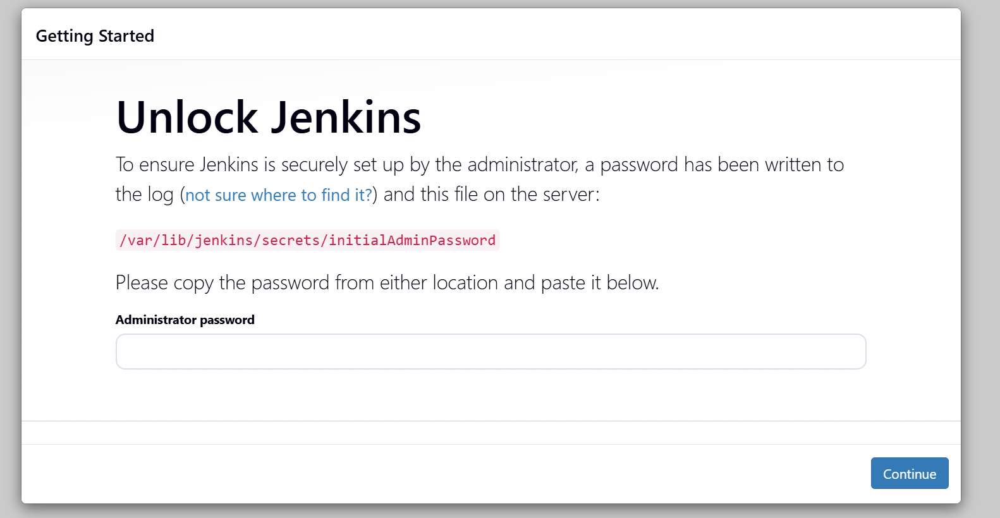 Getting Started
Unlock Jenkins
To ensure Jenkins is securely set up by the administrator, a password has been written to
the log (not sure where to find it?) and this file on the server:
/var/lib/jenkins/secrets/initialAdminPassword
Please copy the password from either location and paste it below.
Administrator password
Continue